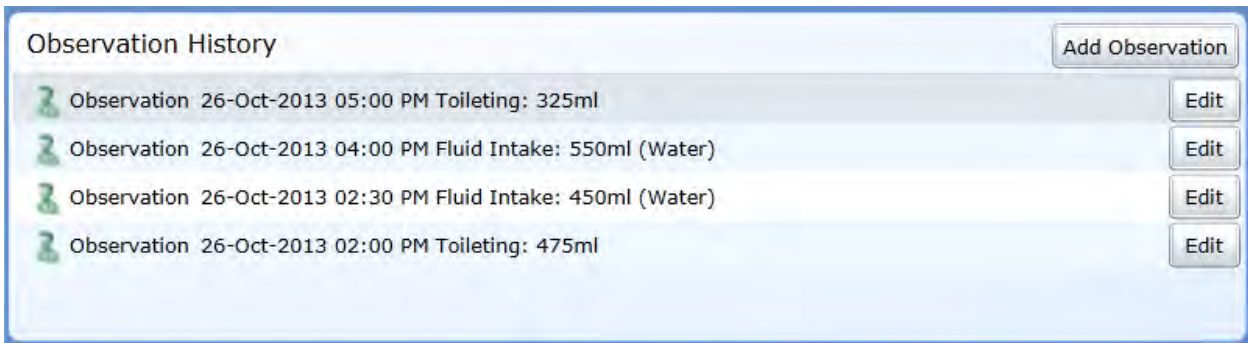 Observation History
Add Observation
Observation 26-Oct-2013 05:00 PM Toileting: 325ml
Edit
Observation 26-Oct-2013 04:00 PM Fluid Intake: 550ml (Water)
Edit
Observation 26-Oct-2013 02:30 PM Fluid Intake: 450ml (Water)
Edit
Observation 26-Oct-2013 02:00 PM Toileting: 475ml
Edit